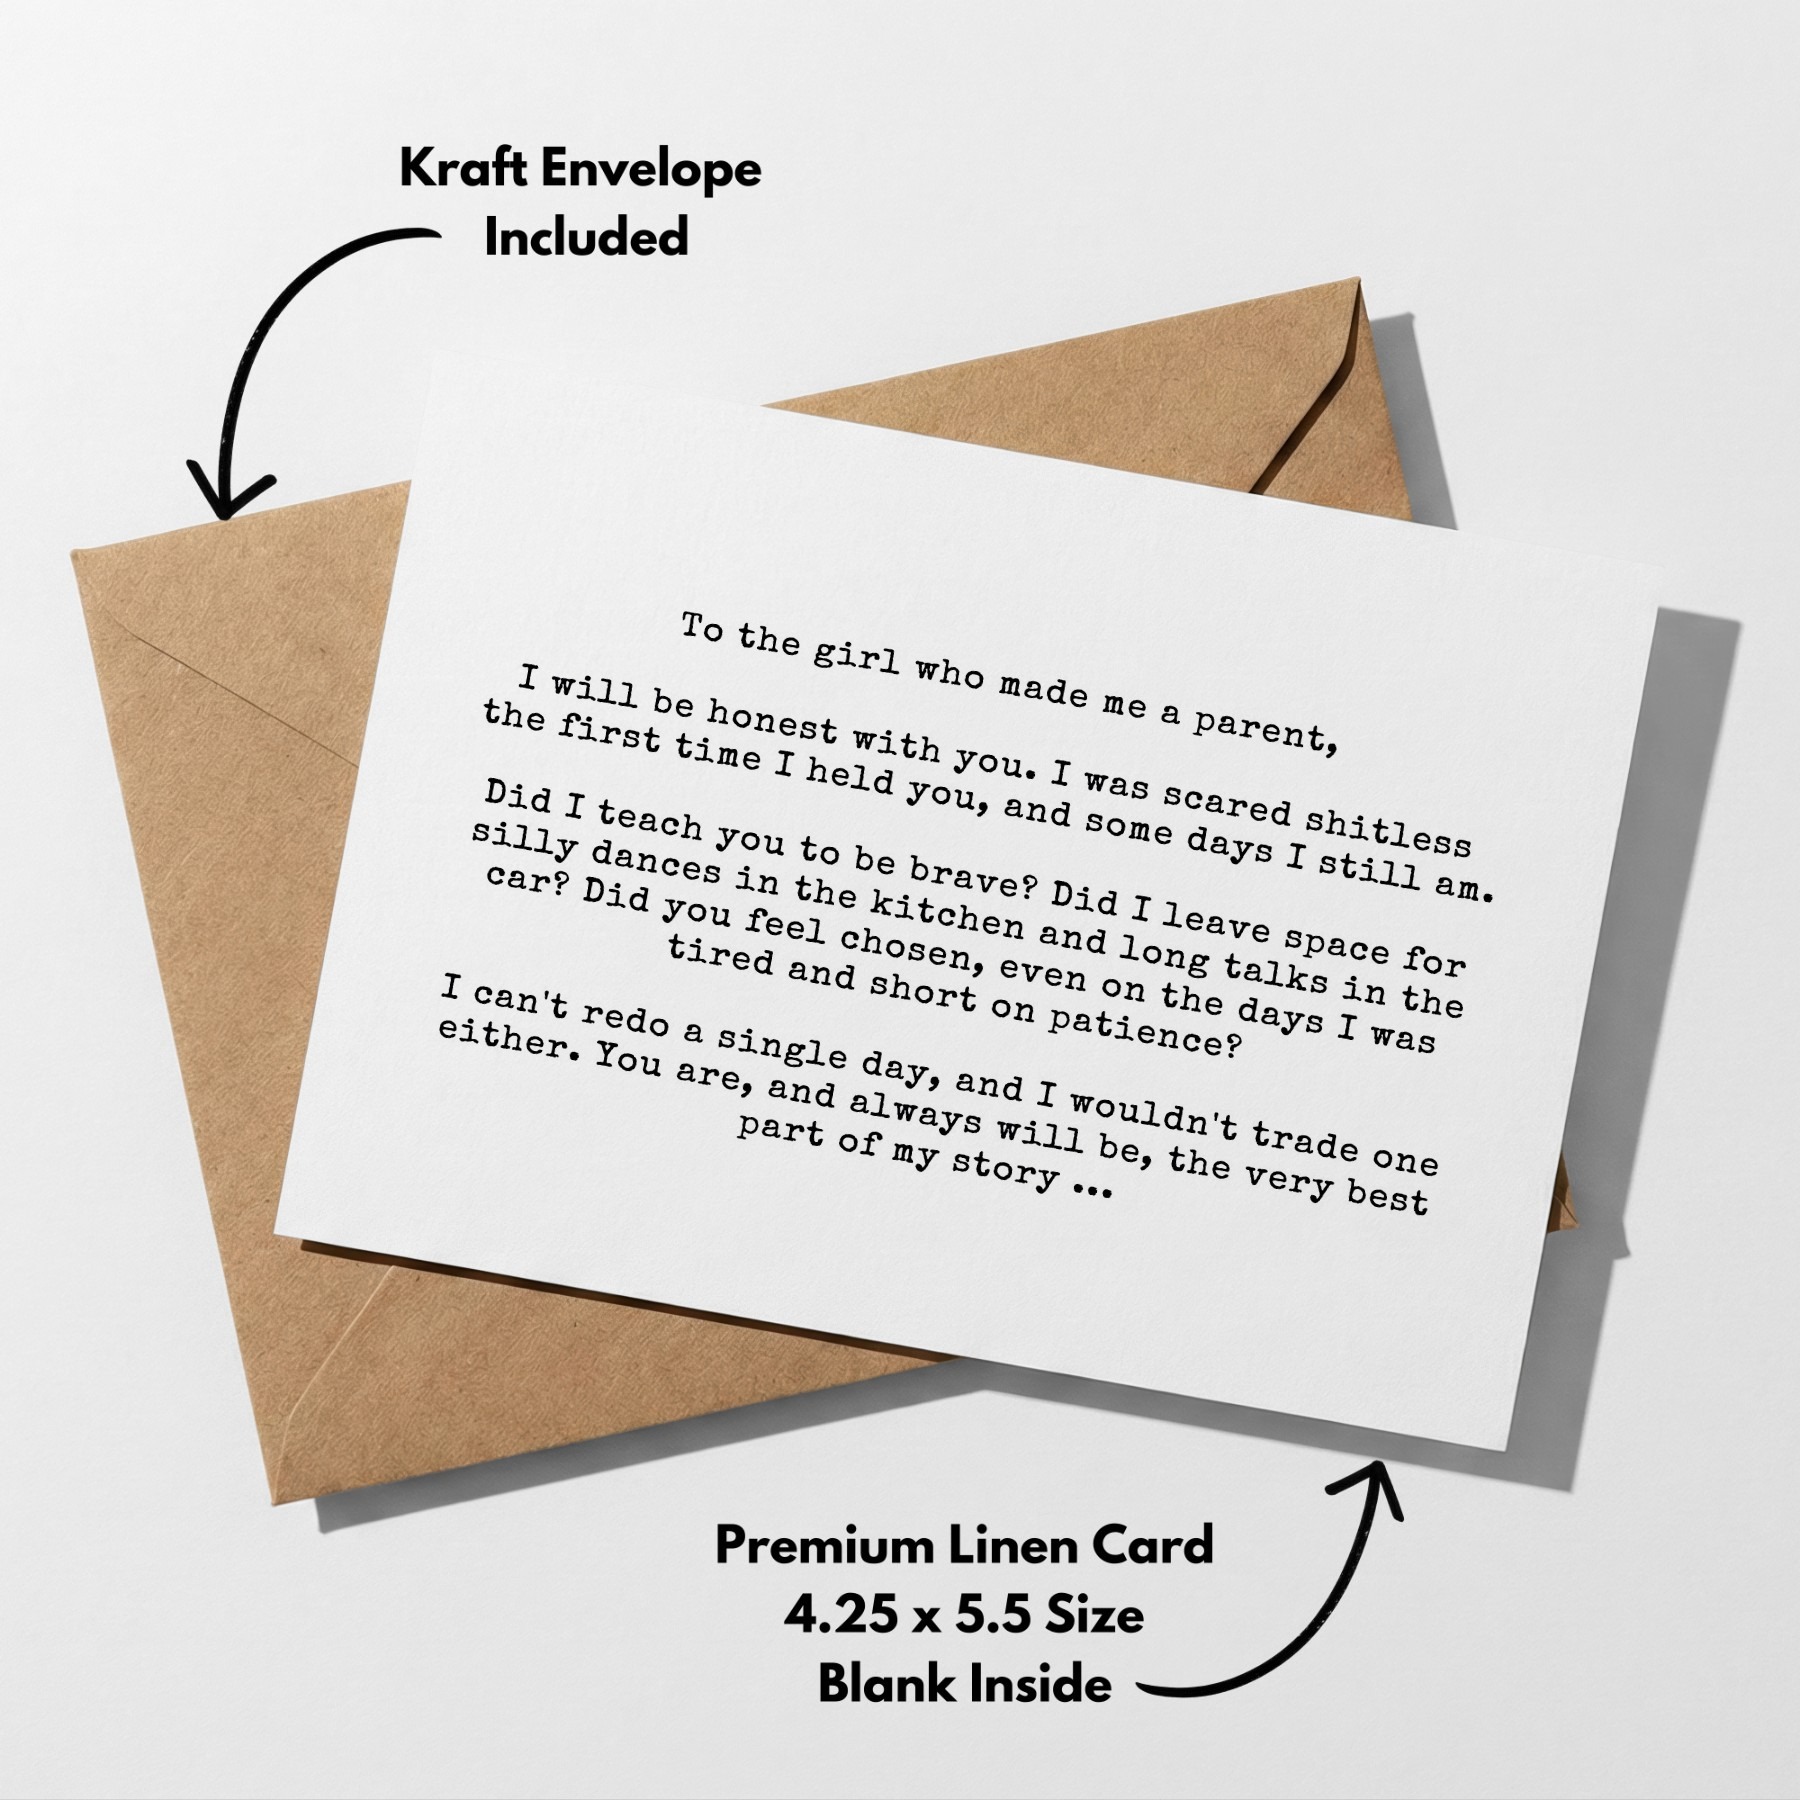 Kraft Envelope
Included
To the girl who made me a parent,
I will be honest with you. I was scared shitless
the first time I held you, and some days I still am.
Did I teach you to be brave? Did I leave space for
silly dances in the kitchen and long talks in the
car? Did you feel chosen, even on the days I was
tired and short on patience?
I can't redo a single day, and I wouldn't trade one
either. You are, and always will be, the very best
part of my story ...
Premium Linen Card
4.25 x 5.5 Size
Blank Inside